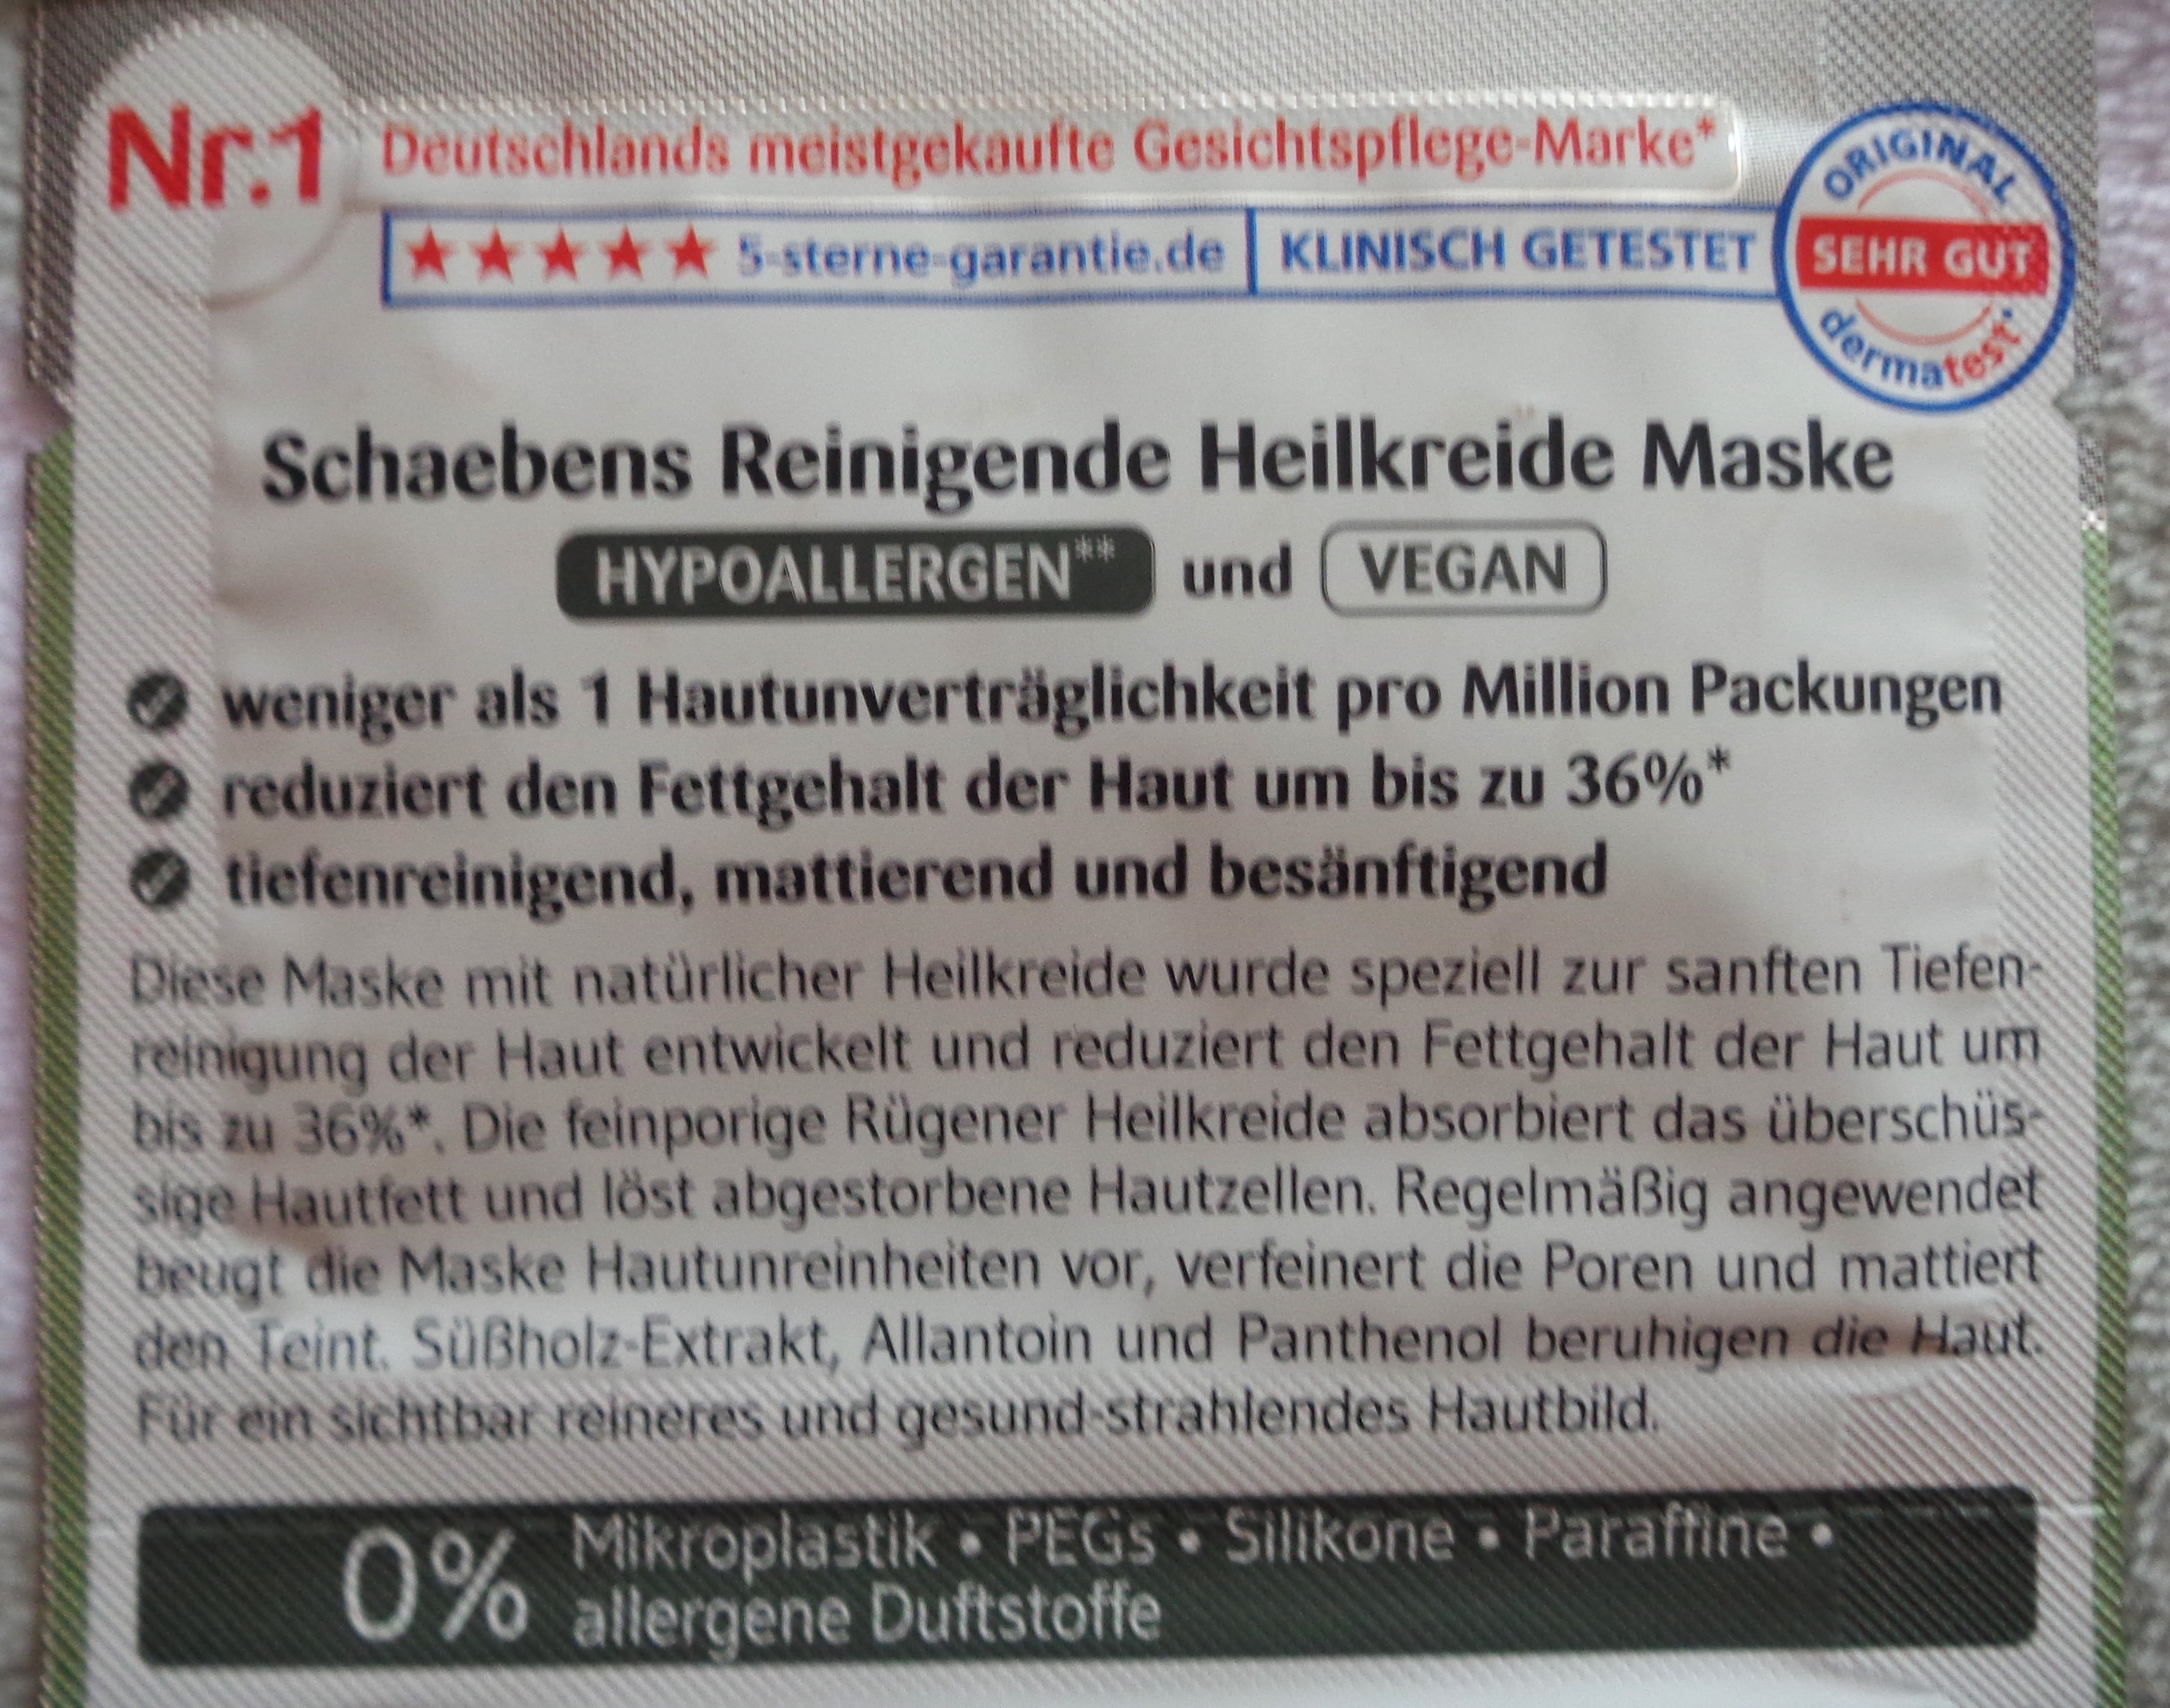 Nr.1 Deutschlands meistgekaufte Gesichtspflege-Marke*
5-sterne-garantie.de KLINISCH GETESTET
ORIGINAL
SEHR GUT
dermatest®
Schaebens Reinigende Heilkreide Maske
HYPOALLERGEN** und VEGAN
weniger als 1 Hautunverträglichkeit pro Million Packungen
reduziert den Fettgehalt der Haut um bis zu 36%*
tiefenreinigend, mattierend und besänftigend
Diese Maske mit natürlicher Heilkreide wurde speziell zur sanften Tiefen-
reinigung der Haut entwickelt und reduziert den Fettgehalt der Haut um
bis zu 36%*. Die feinporige Rügener Heilkreide absorbiert das überschüs-
sige Hautfett und löst abgestorbene Hautzellen. Regelmäßig angewendet
beugt die Maske Hautunreinheiten vor, verfeinert die Poren und mattiert
den Teint. Süßholz-Extrakt, Allantoin und Panthenol beruhigen die Haut.
Für ein sichtbar reineres und gesund-strahlendes Hautbild.
0% Mikroplastik • PEGs • Silikone • Paraffine •
allergene Duftstoffe